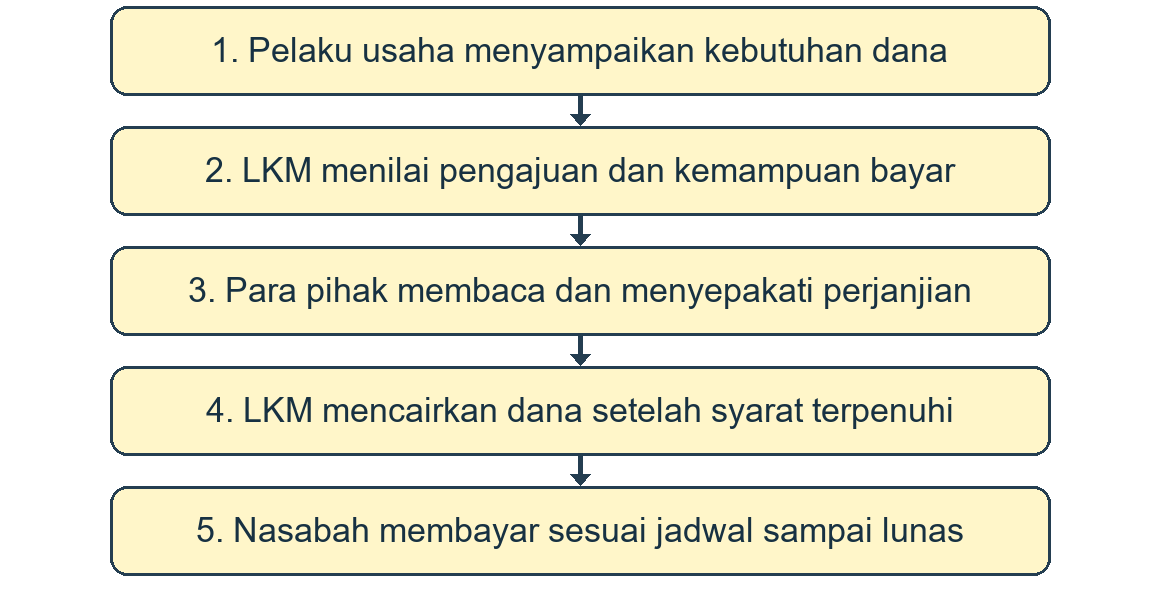 1. Pelaku usaha menyampaikan kebutuhan dana
2. LKM menilai pengajuan dan kemampuan bayar
3. Para pihak membaca dan menyepakati perjanjian
4. LKM mencairkan dana setelah syarat terpenuhi
5. Nasabah membayar sesuai jadwal sampai lunas